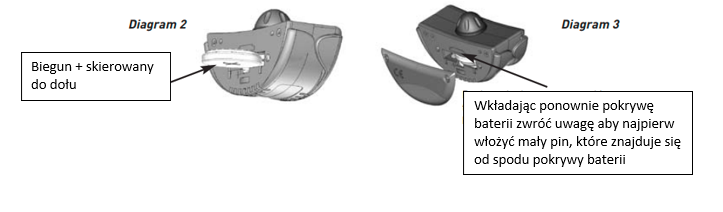 Diagram 2
Biegun + skierowany
do dołu
Diagram 3
Wkładając ponownie pokrywę
baterii zwróć uwagę aby najpierw
włożyć mały pin, które znajduje się
od spodu pokrywy baterii